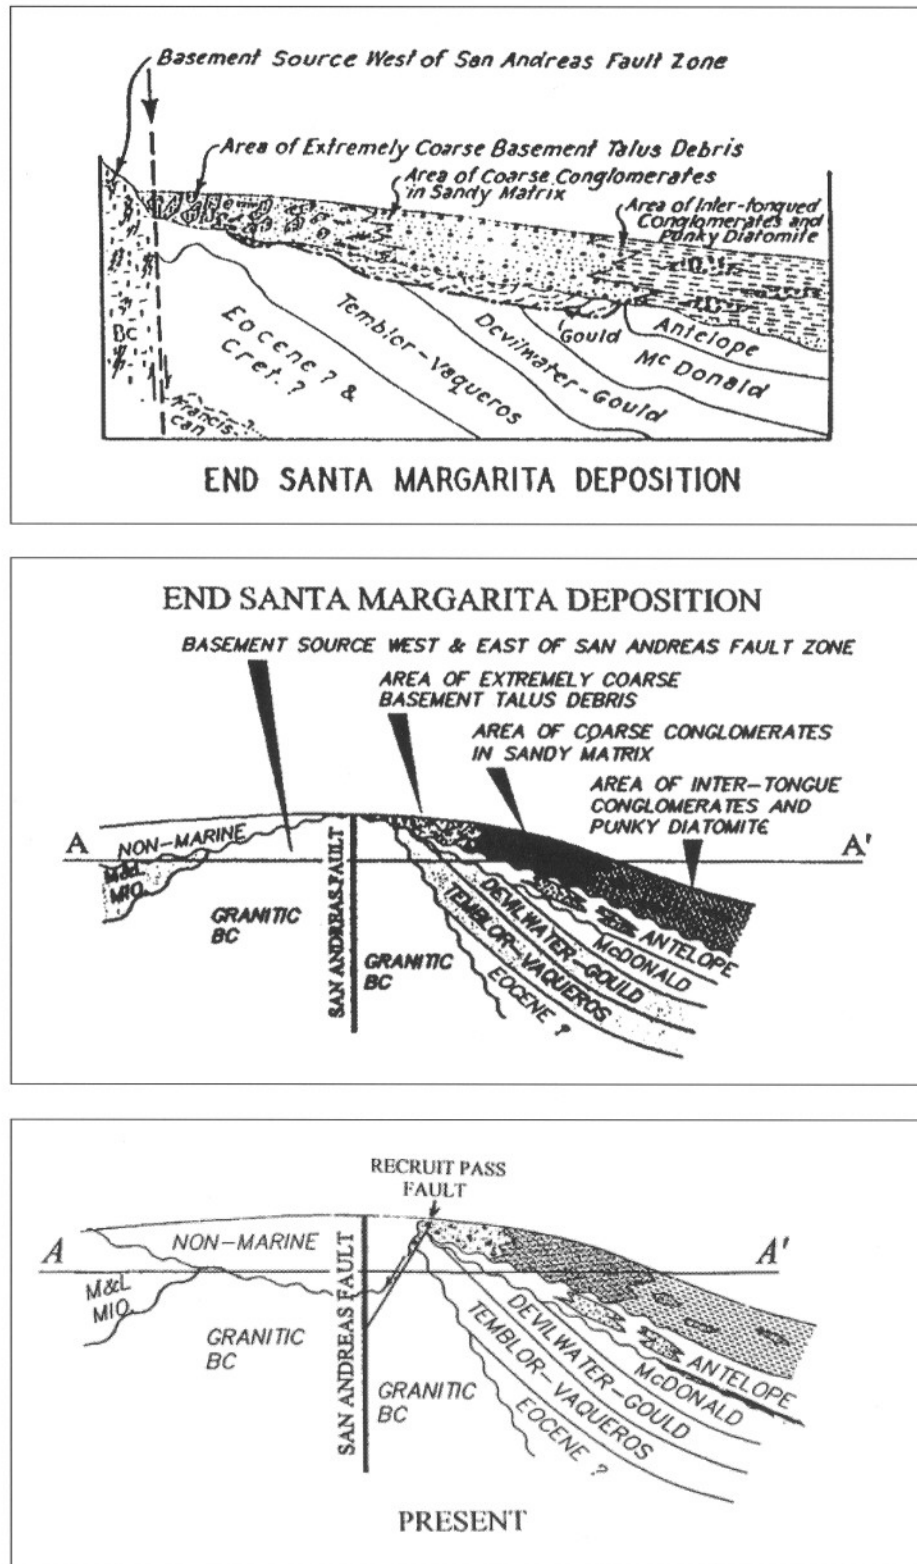 Basement Source West of San Andreas Fault Zone
Area of Extremely Coarse Basement Talus Debris
Area of Coarse Conglomerates
in Sandy Matrix
Area of Inter-tongued
Conglomerates and
Punky Diatomite
BC
Eocene? &
Cret.?
Temblor-Vaqueros
Devilwater-Gould
Gould
Antelope
McDonald
Francis-
can
END SANTA MARGARITA DEPOSITION
END SANTA MARGARITA DEPOSITION
BASEMENT SOURCE WEST & EAST OF SAN ANDREAS FAULT ZONE
AREA OF EXTREMELY COARSE
BASEMENT TALUS DEBRIS
AREA OF COARSE CONGLOMERATES
IN SANDY MATRIX
AREA OF INTER-TONGUE
CONGLOMERATES AND
PUNKY DIATOMITE
A
A'
NON-MARINE
M&L
MIO.
GRANITIC
BC
SAN ANDREAS FAULT
GRANITIC
BC
DEVILWATER-GOULD
TEMBLOR-VAQUEROS
EOCENE ?
ANTELOPE
McDONALD
RECRUIT PASS
FAULT
A
A'
NON-MARINE
M&L
MIO.
GRANITIC
BC
SAN ANDREAS FAULT
GRANITIC
BC
DEVILWATER-GOULD
TEMBLOR-VAQUEROS
EOCENE ?
ANTELOPE
McDONALD
PRESENT